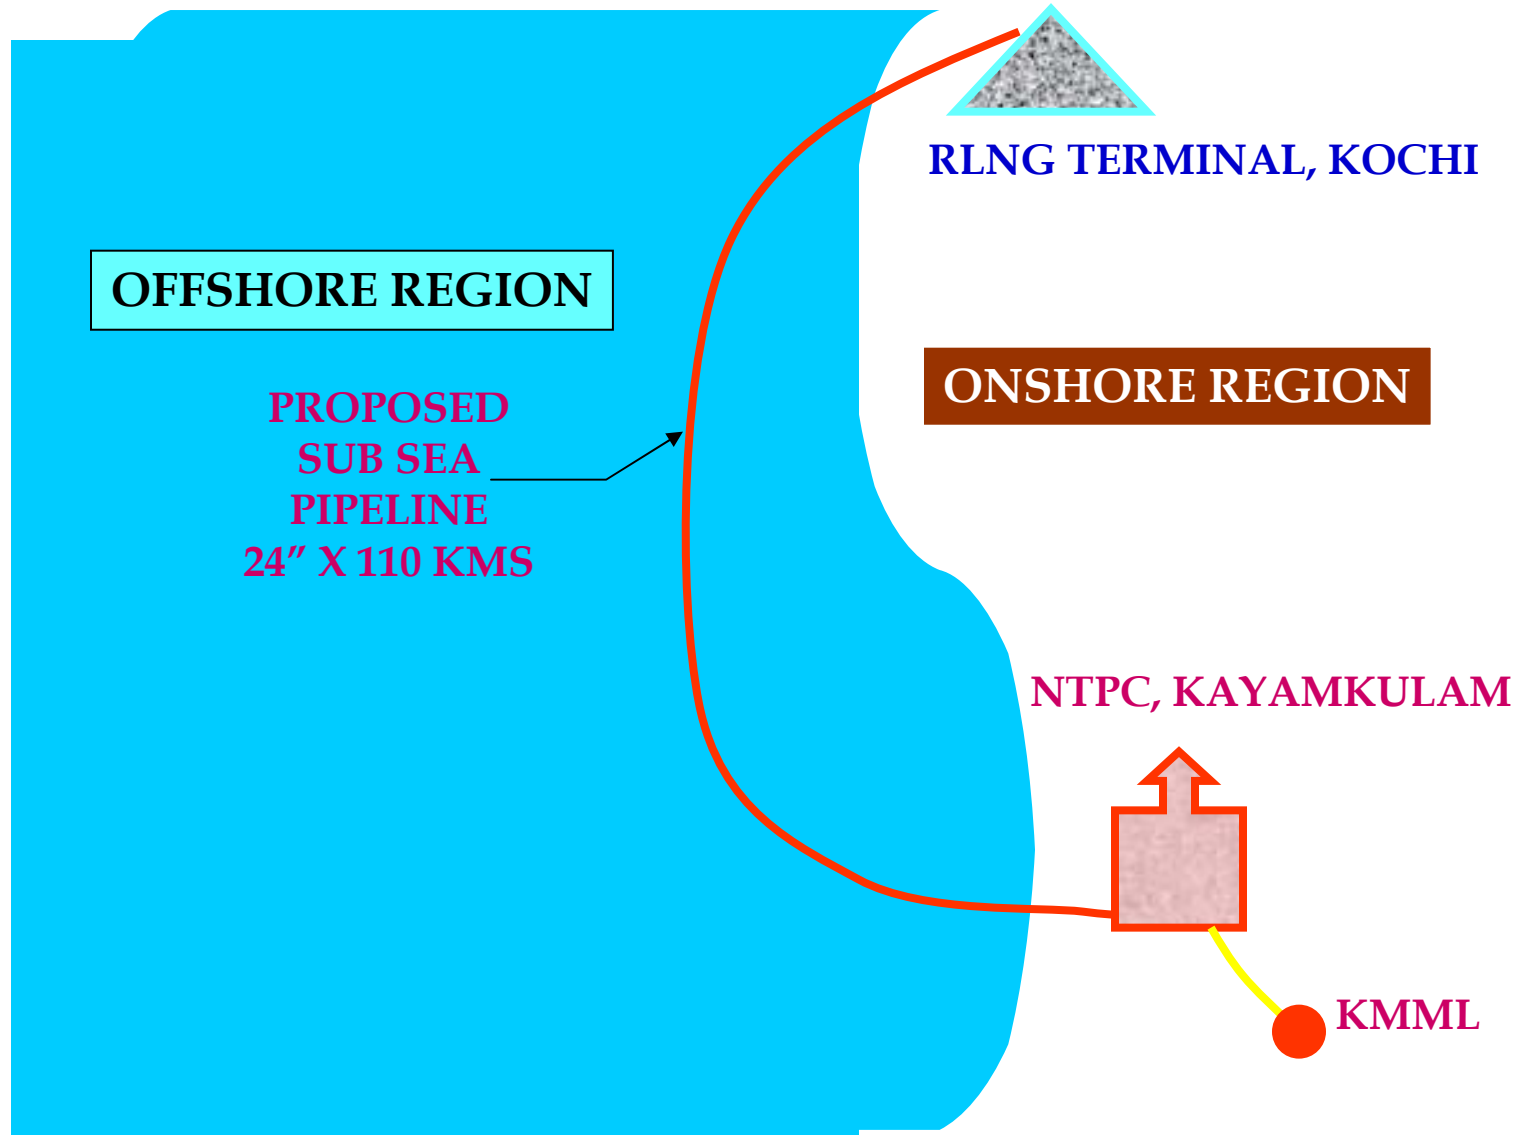 RLNG TERMINAL, KOCHI
OFFSHORE REGION
ONSHORE REGION
PROPOSED
SUB SEA
PIPELINE
24” X 110 KMS
NTPC, KAYAMKULAM
KMML